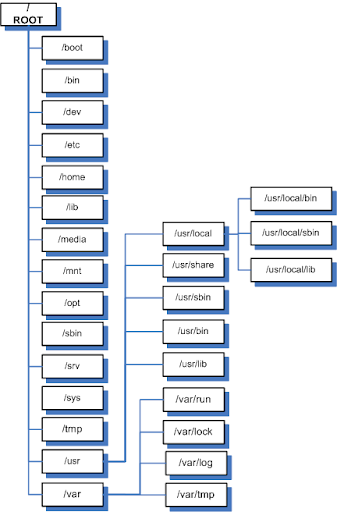 /
ROOT
/boot
/bin
/dev
/etc
/home
/lib
/media
/mnt
/opt
/sbin
/srv
/sys
/tmp
/usr
/var
/usr/local
/usr/share
/usr/sbin
/usr/bin
/usr/lib
/var/run
/var/lock
/var/log
/var/tmp
/usr/local/bin
/usr/local/sbin
/usr/local/lib